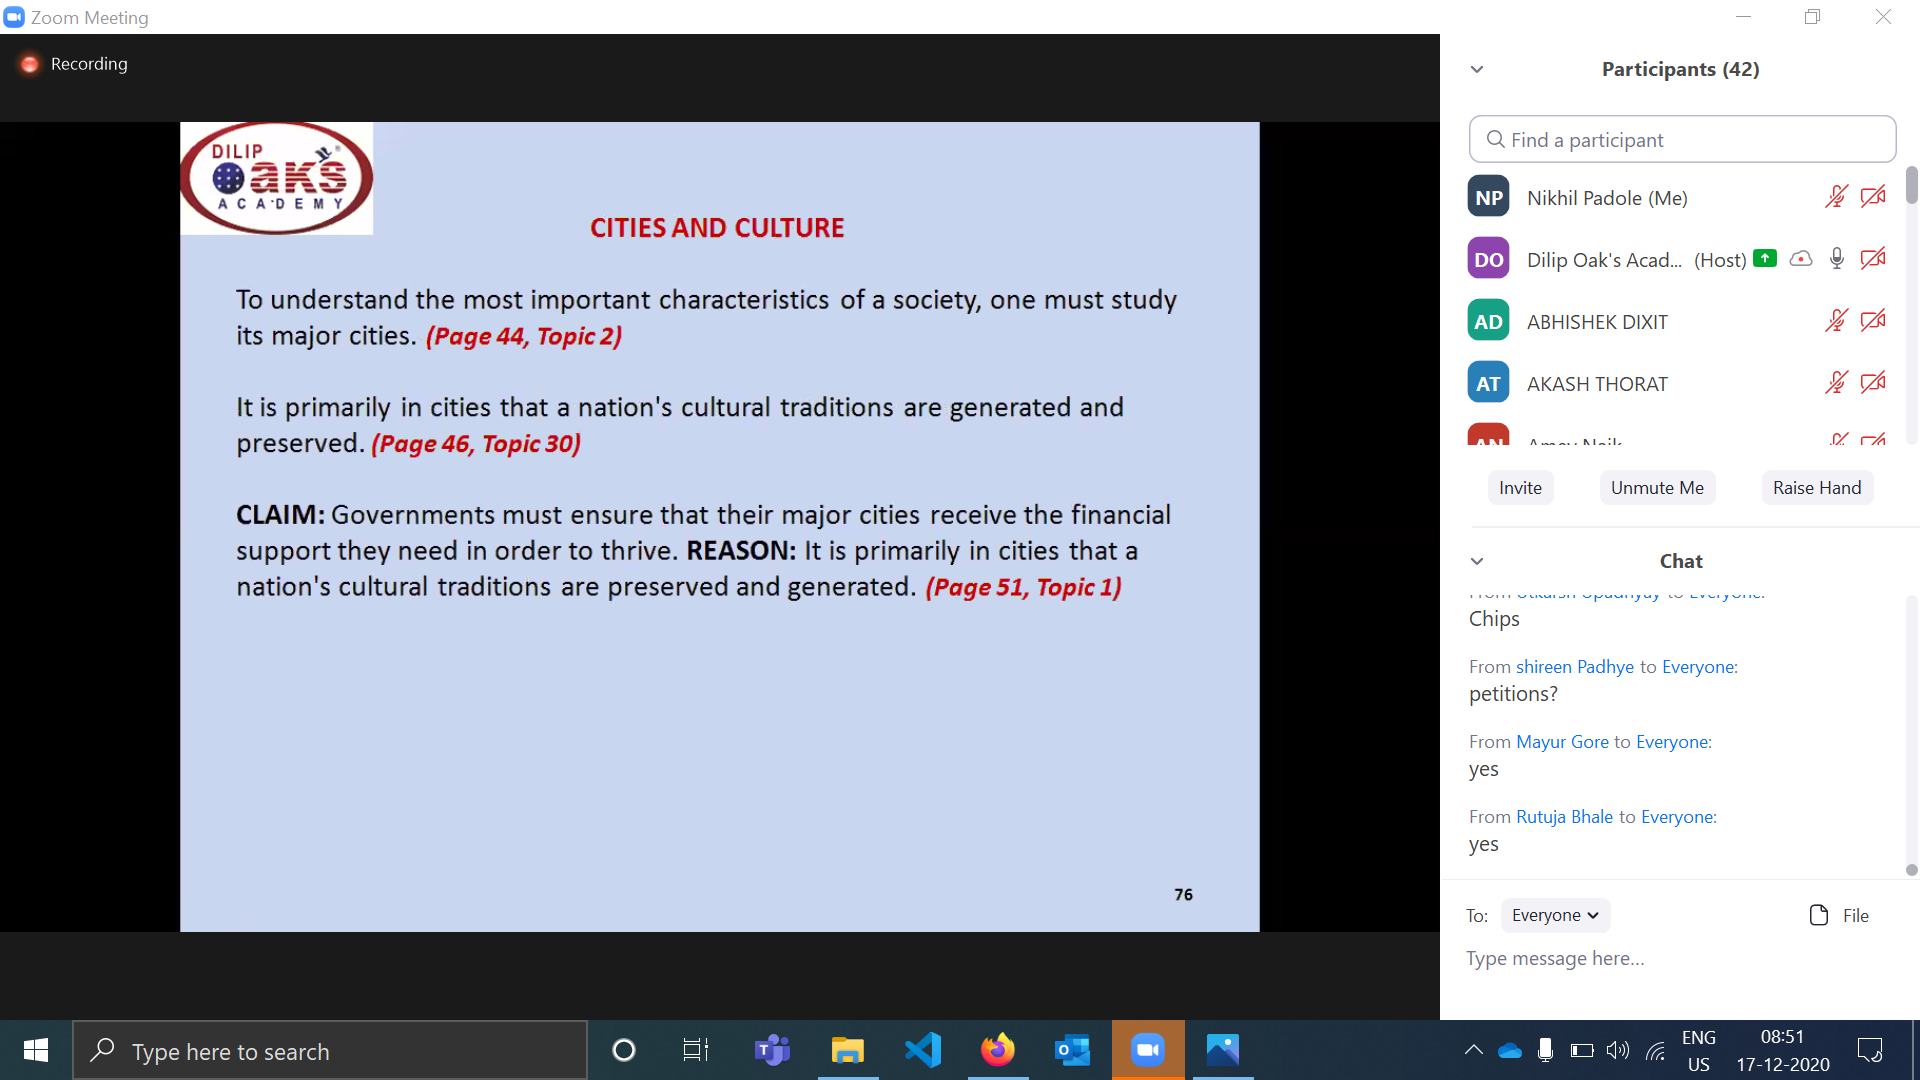 Zoom Meeting
Recording
DILIP
Oaks
ACADEMY
CITIES AND CULTURE
To understand the most important characteristics of a society, one must study
its major cities. (Page 44, Topic 2)
It is primarily in cities that a nation's cultural traditions are generated and
preserved. (Page 46, Topic 30)
CLAIM: Governments must ensure that their major cities receive the financial
support they need in order to thrive. REASON: It is primarily in cities that a
nation's cultural traditions are preserved and generated. (Page 51, Topic 1)
76
Participants (42)
Find a participant
NP Nikhil Padole (Me)
DO Dilip Oak's Acad... (Host)
AD ABHISHEK DIXIT
AT AKASH THORAT
AN Amey Naik
Invite Unmute Me Raise Hand
Chat
From Utkarsh Upadhyay to Everyone:
Chips
From shireen Padhye to Everyone:
petitions?
From Mayur Gore to Everyone:
yes
From Rutuja Bhale to Everyone:
yes
To: Everyone File
Type message here...
Type here to search
ENG
US
08:51
17-12-2020